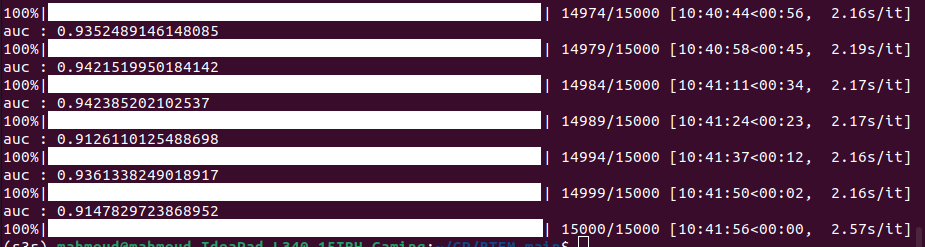 100%| | 14974/15000 [10:40:44<00:56, 2.16s/it]
auc : 0.9352489146148085
100%| | 14979/15000 [10:40:58<00:45, 2.19s/it]
auc : 0.9421519950184142
100%| | 14984/15000 [10:41:11<00:34, 2.17s/it]
auc : 0.942385202102537
100%| | 14989/15000 [10:41:24<00:23, 2.17s/it]
auc : 0.9126110125488698
100%| | 14994/15000 [10:41:37<00:12, 2.16s/it]
auc : 0.9361338249018917
100%| | 14999/15000 [10:41:50<00:02, 2.16s/it]
auc : 0.9147829723868952
100%| | 15000/15000 [10:41:56<00:00, 2.57s/it]
(s3s) mahmoud@mahmoud-IdeaPad-L340-15IRH-Gaming:~/GP/RTFM-main$